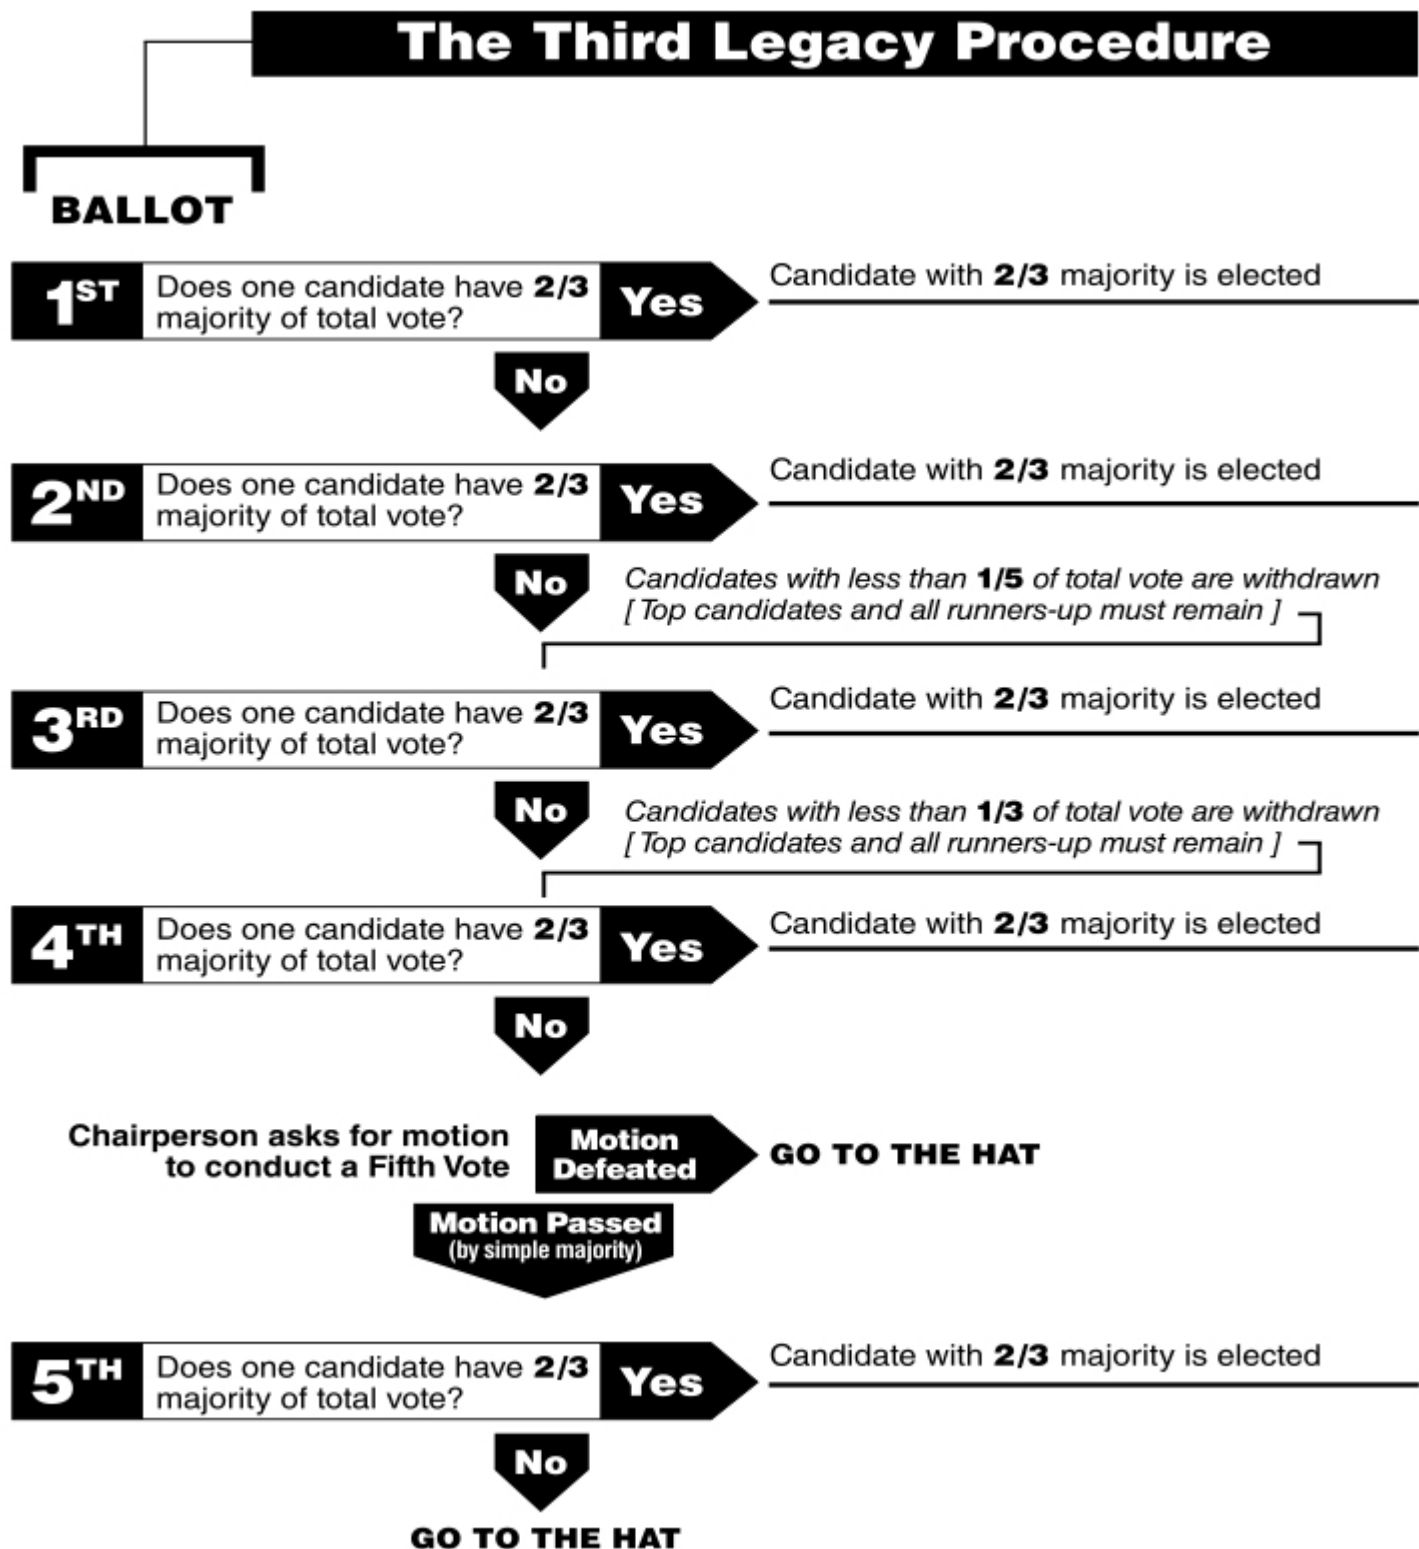 The Third Legacy Procedure
BALLOT
1ST
Does one candidate have 2/3
majority of total vote?
Yes
Candidate with 2/3 majority is elected
No
2ND
Does one candidate have 2/3
majority of total vote?
Yes
Candidate with 2/3 majority is elected
No
Candidates with less than 1/5 of total vote are withdrawn
[ Top candidates and all runners-up must remain ]
3RD
Does one candidate have 2/3
majority of total vote?
Yes
Candidate with 2/3 majority is elected
No
Candidates with less than 1/3 of total vote are withdrawn
[ Top candidates and all runners-up must remain ]
4TH
Does one candidate have 2/3
majority of total vote?
Yes
Candidate with 2/3 majority is elected
No
Chairperson asks for motion
to conduct a Fifth Vote
Motion
Defeated
GO TO THE HAT
Motion Passed
(by simple majority)
5TH
Does one candidate have 2/3
majority of total vote?
Yes
Candidate with 2/3 majority is elected
No
GO TO THE HAT